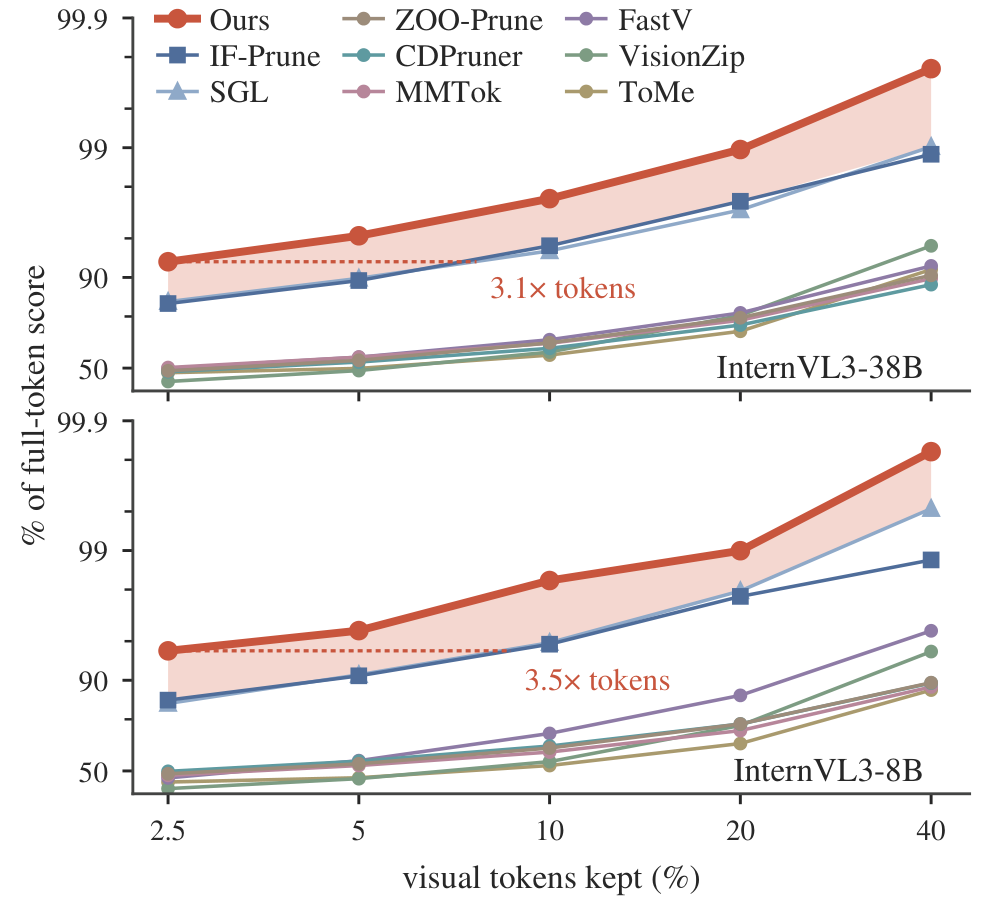 % of full-token score
99.9
99
90
50
Ours
IF-Prune
SGL
ZOO-Prune
CDPruner
MMTok
FastV
VisionZip
ToMe
3.1× tokens
InternVL3-38B
99.9
99
90
50
3.5× tokens
InternVL3-8B
2.5 5 10 20 40
visual tokens kept (%)